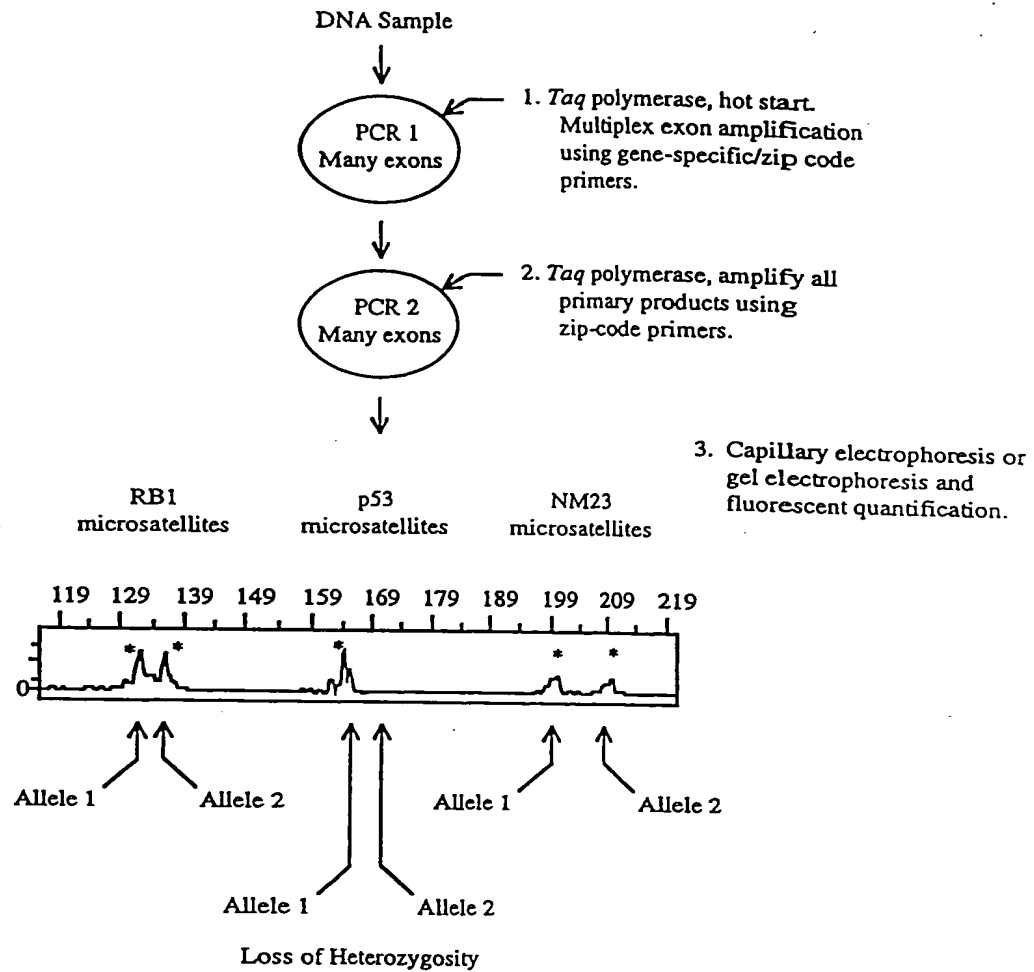 DNA Sample
PCR 1
Many exons
1. Taq polymerase, hot start.
Multiplex exon amplification
using gene-specific/zip code
primers.
PCR 2
Many exons
2. Taq polymerase, amplify all
primary products using
zip-code primers.
3. Capillary electrophoresis or
gel electrophoresis and
fluorescent quantification.
RB1
microsatellites
p53
microsatellites
NM23
microsatellites
119 129 139 149 159 169 179 189 199 209 219
* * * * *
0
Allele 1
Allele 2
Allele 1
Allele 2
Allele 1
Allele 2
Loss of Heterozygosity